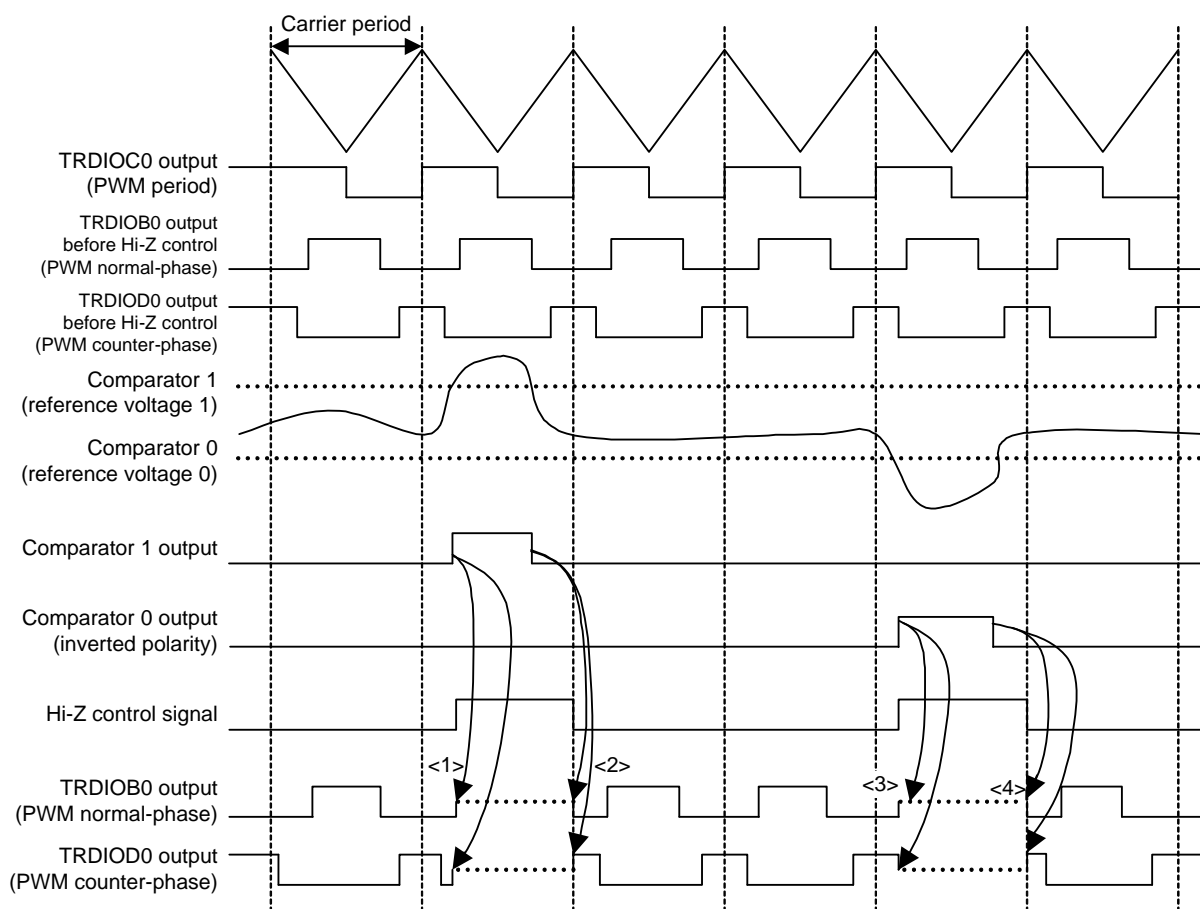 Carrier period
TRDIOC0 output
(PWM period)
TRDIOB0 output
before Hi-Z control
(PWM normal-phase)
TRDIOD0 output
before Hi-Z control
(PWM counter-phase)
Comparator 1
(reference voltage 1)
Comparator 0
(reference voltage 0)
Comparator 1 output
Comparator 0 output
(inverted polarity)
Hi-Z control signal
<1>
<2>
<3>
<4>
TRDIOB0 output
(PWM normal-phase)
TRDIOD0 output
(PWM counter-phase)